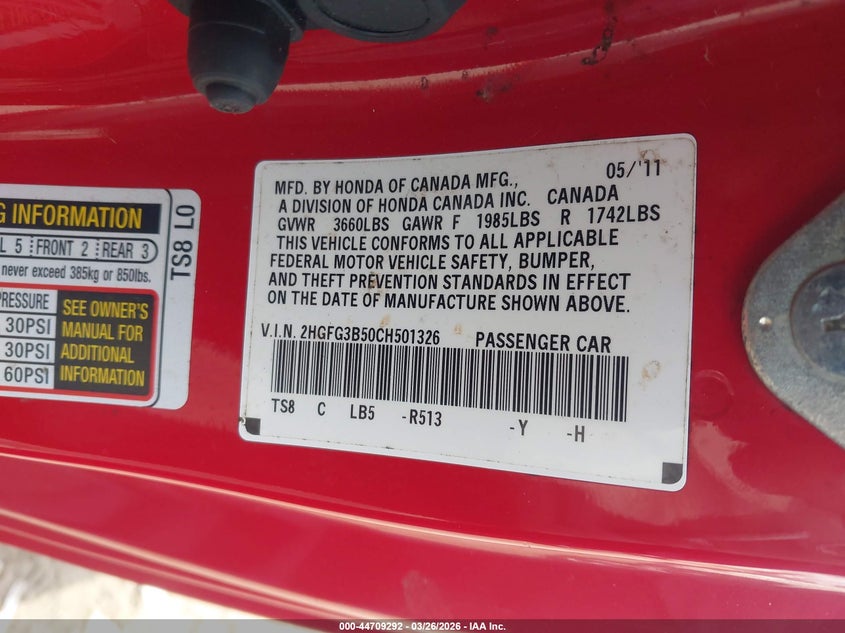 G INFORMATION
L 5 FRONT 2 REAR 3
never exceed 385kg or 850lbs.
PRESSURE
30PSI
30PSI
60PSI
SEE OWNER'S
MANUAL FOR
ADDITIONAL
INFORMATION
TS8 L0
05/'11
MFD. BY HONDA OF CANADA MFG.,
A DIVISION OF HONDA CANADA INC. CANADA
GVWR 3660LBS GAWR F 1985LBS R 1742LBS
THIS VEHICLE CONFORMS TO ALL APPLICABLE
FEDERAL MOTOR VEHICLE SAFETY, BUMPER,
AND THEFT PREVENTION STANDARDS IN EFFECT
ON THE DATE OF MANUFACTURE SHOWN ABOVE.
V.I.N. 2HGFG3B50CH501326 PASSENGER CAR
TS8 C LB5 -R513 -Y -H
000-44709292 - 03/26/2026 - IAA Inc.